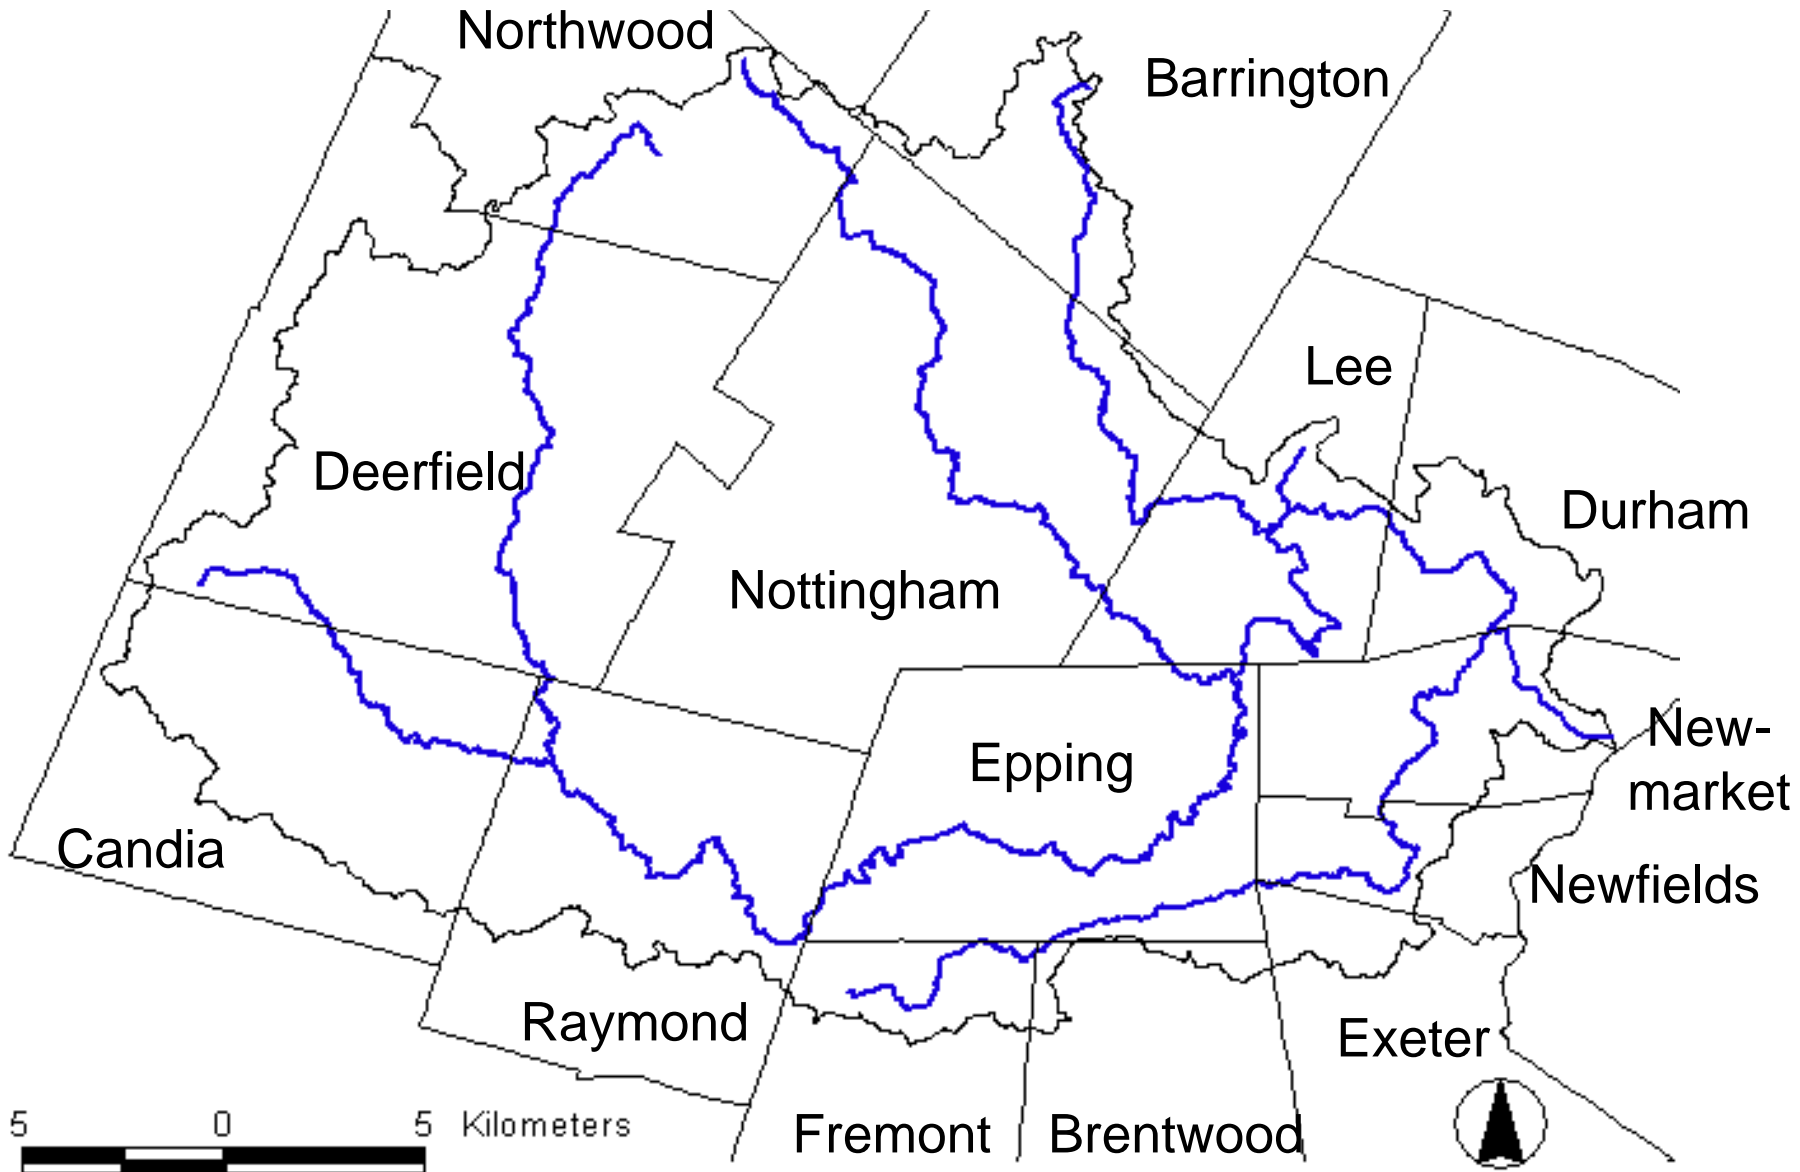 Northwood
Barrington
Lee
Deerfield
Durham
Nottingham
New-
market
Epping
Candia
Newfields
Raymond
Exeter
Fremont
Brentwood
5 0 5 Kilometers